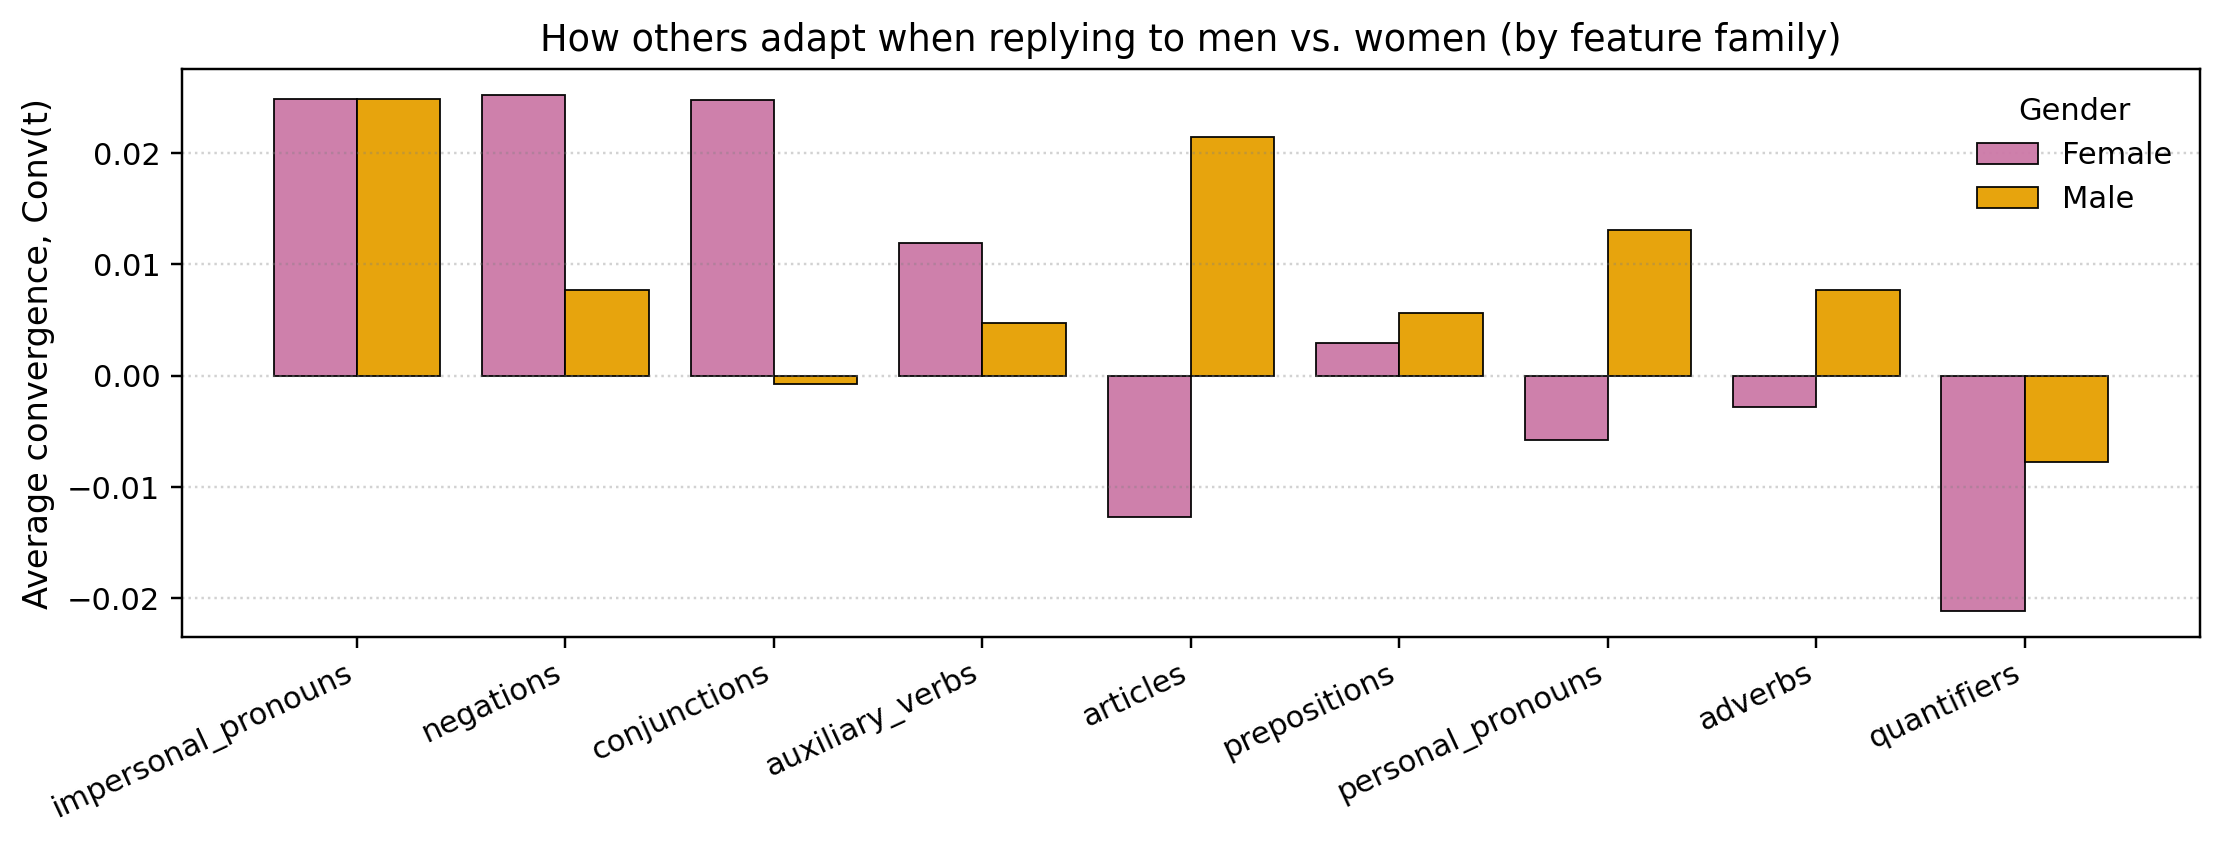 How others adapt when replying to men vs. women (by feature family)
Average convergence, Conv(t)
0.02
0.01
0.00
−0.01
−0.02
Gender
Female
Male
impersonal_pronouns
negations
conjunctions
auxiliary_verbs
articles
prepositions
personal_pronouns
adverbs
quantifiers